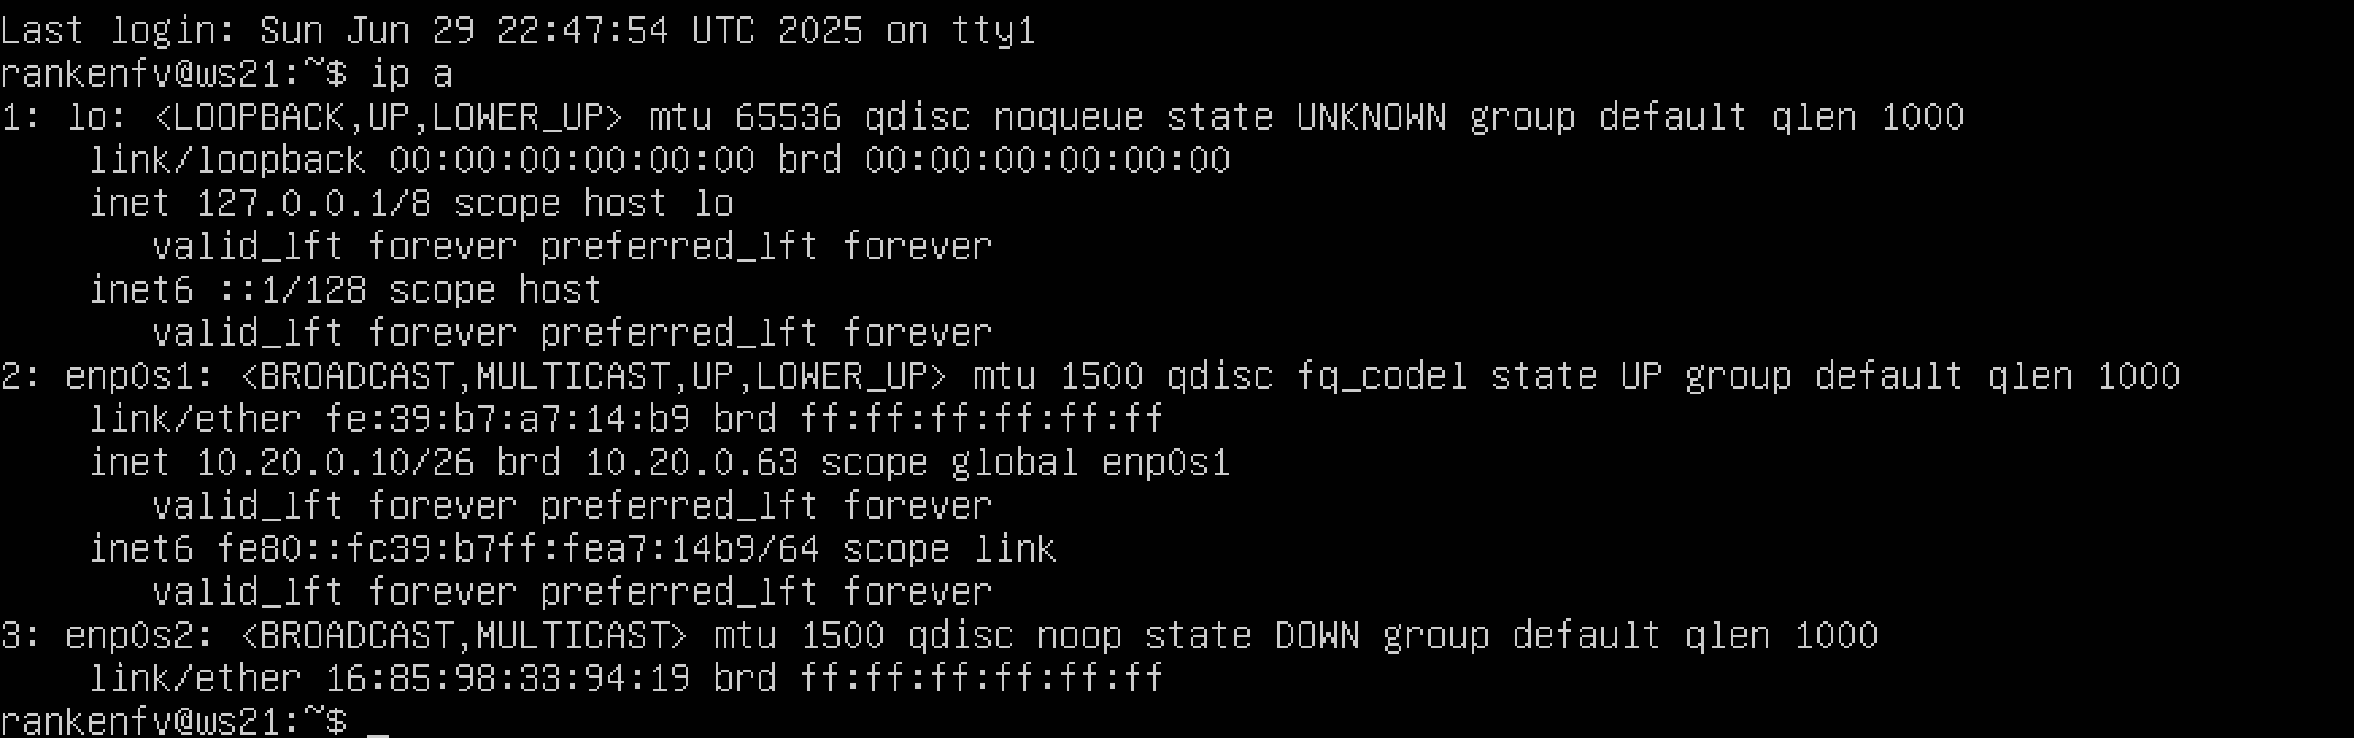 Last login: Sun Jun 29 22:47:54 UTC 2025 on tty1
rankenfv@ws21:~$ ip a
1: lo: <LOOPBACK,UP,LOWER_UP> mtu 65536 qdisc noqueue state UNKNOWN group default qlen 1000
    link/loopback 00:00:00:00:00:00 brd 00:00:00:00:00:00
    inet 127.0.0.1/8 scope host lo
       valid_lft forever preferred_lft forever
    inet6 ::1/128 scope host
       valid_lft forever preferred_lft forever
2: enp0s1: <BROADCAST,MULTICAST,UP,LOWER_UP> mtu 1500 qdisc fq_codel state UP group default qlen 1000
    link/ether fe:39:b7:a7:14:b9 brd ff:ff:ff:ff:ff:ff
    inet 10.20.0.10/26 brd 10.20.0.63 scope global enp0s1
       valid_lft forever preferred_lft forever
    inet6 fe80::fc39:b7ff:fea7:14b9/64 scope link
       valid_lft forever preferred_lft forever
3: enp0s2: <BROADCAST,MULTICAST> mtu 1500 qdisc noop state DOWN group default qlen 1000
    link/ether 16:85:98:33:94:19 brd ff:ff:ff:ff:ff:ff
rankenfv@ws21:~$ _